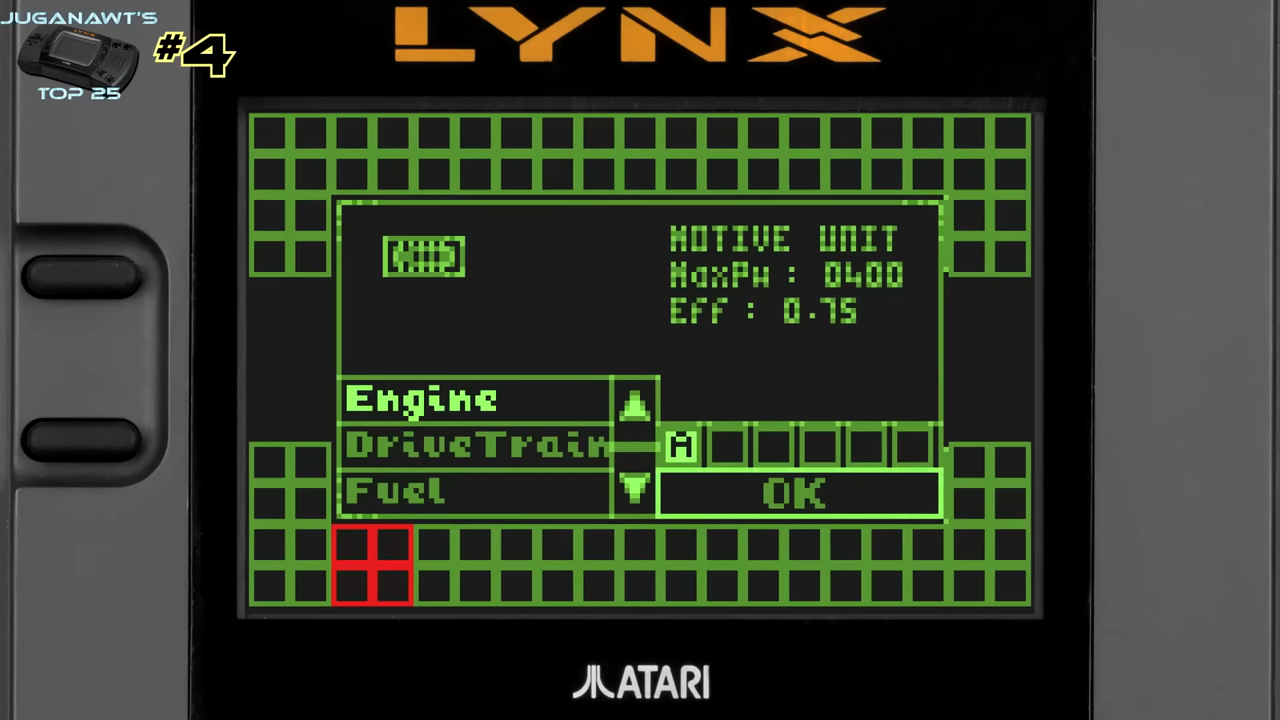 JUGANAWT'S
#4
TOP 25
LYNX
MOTIVE UNIT
MaxPw : 0400
Eff : 0.75
Engine
DriveTrain
M
Fuel
OK
ATARI